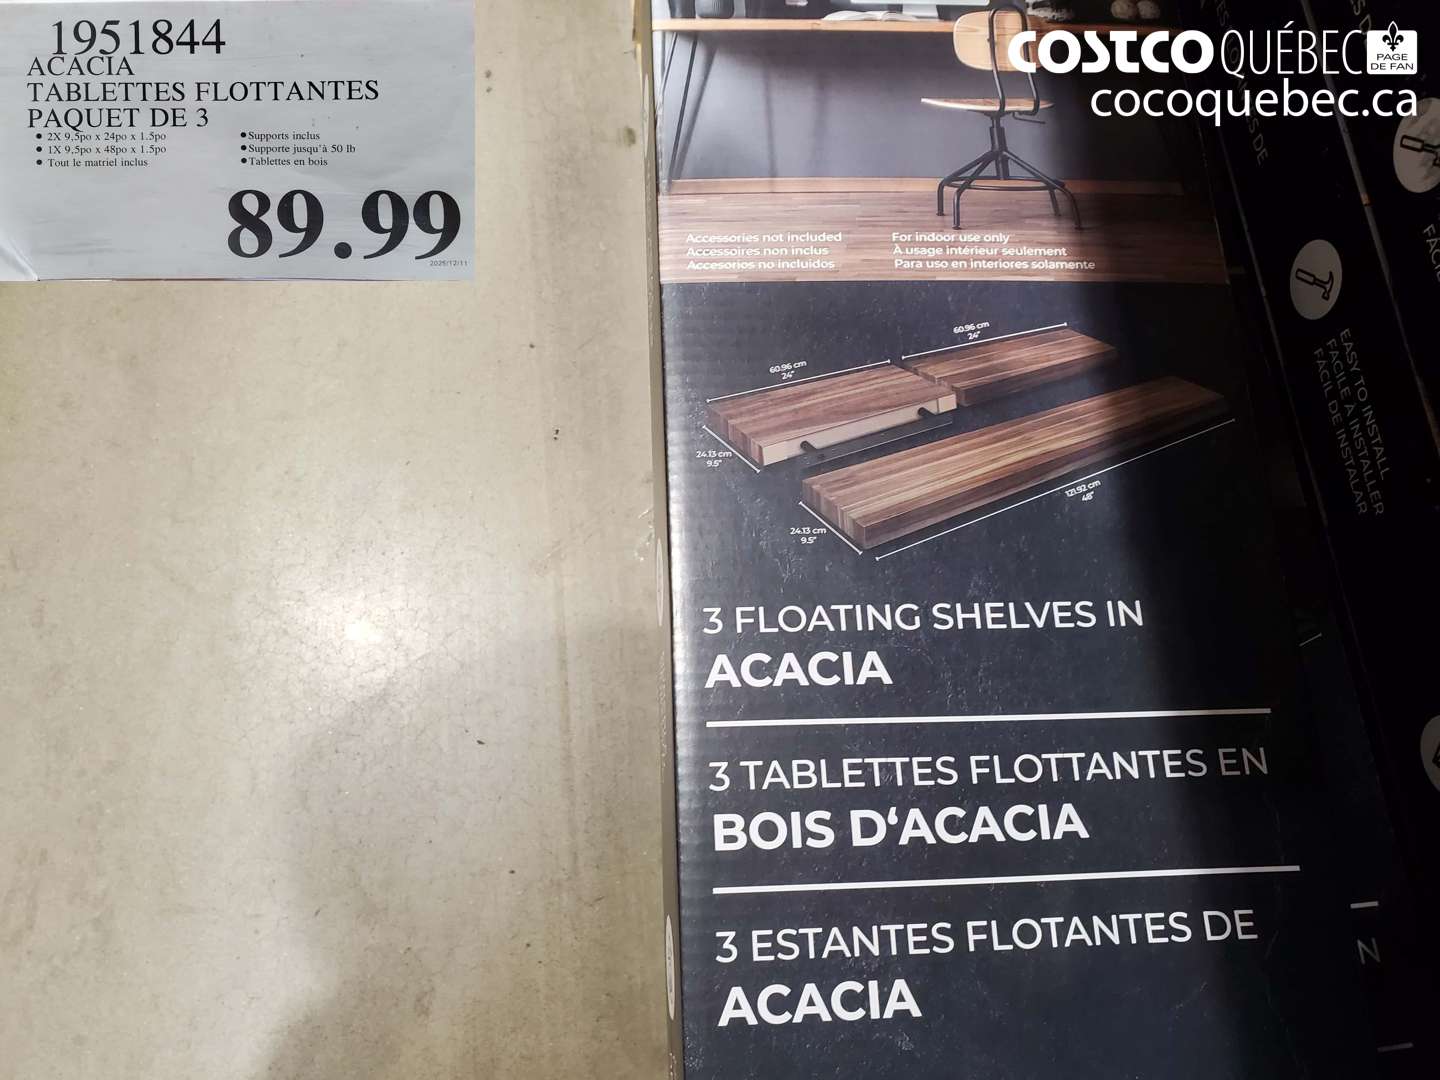 1951844
ACACIA
TABLETTES FLOTTANTES
PAQUET DE 3
• 2X 9,5po x 24po x 1.5po
• 1X 9,5po x 48po x 1.5po
• Tout le matriel inclus
• Supports inclus
• Supporte jusqu'à 50 lb
• Tablettes en bois
89.99
2025/12/11
COSTCO QUÉBEC
PAGE
DE FAN
cocoquebec.ca
Accessories not included
Accessoires non inclus
Accesorios no incluidos
For indoor use only
À usage intérieur seulement
Para uso en interiores solamente
60.96 cm
24"
60.96 cm
24"
24.13 cm
9.5"
24.13 cm
9.5"
121.92 cm
48"
3 FLOATING SHELVES IN
ACACIA
3 TABLETTES FLOTTANTES EN
BOIS D‘ACACIA
3 ESTANTES FLOTANTES DE
ACACIA
EASY TO INSTALL
FACILE À INSTALLER
FÁCIL DE INSTALAR